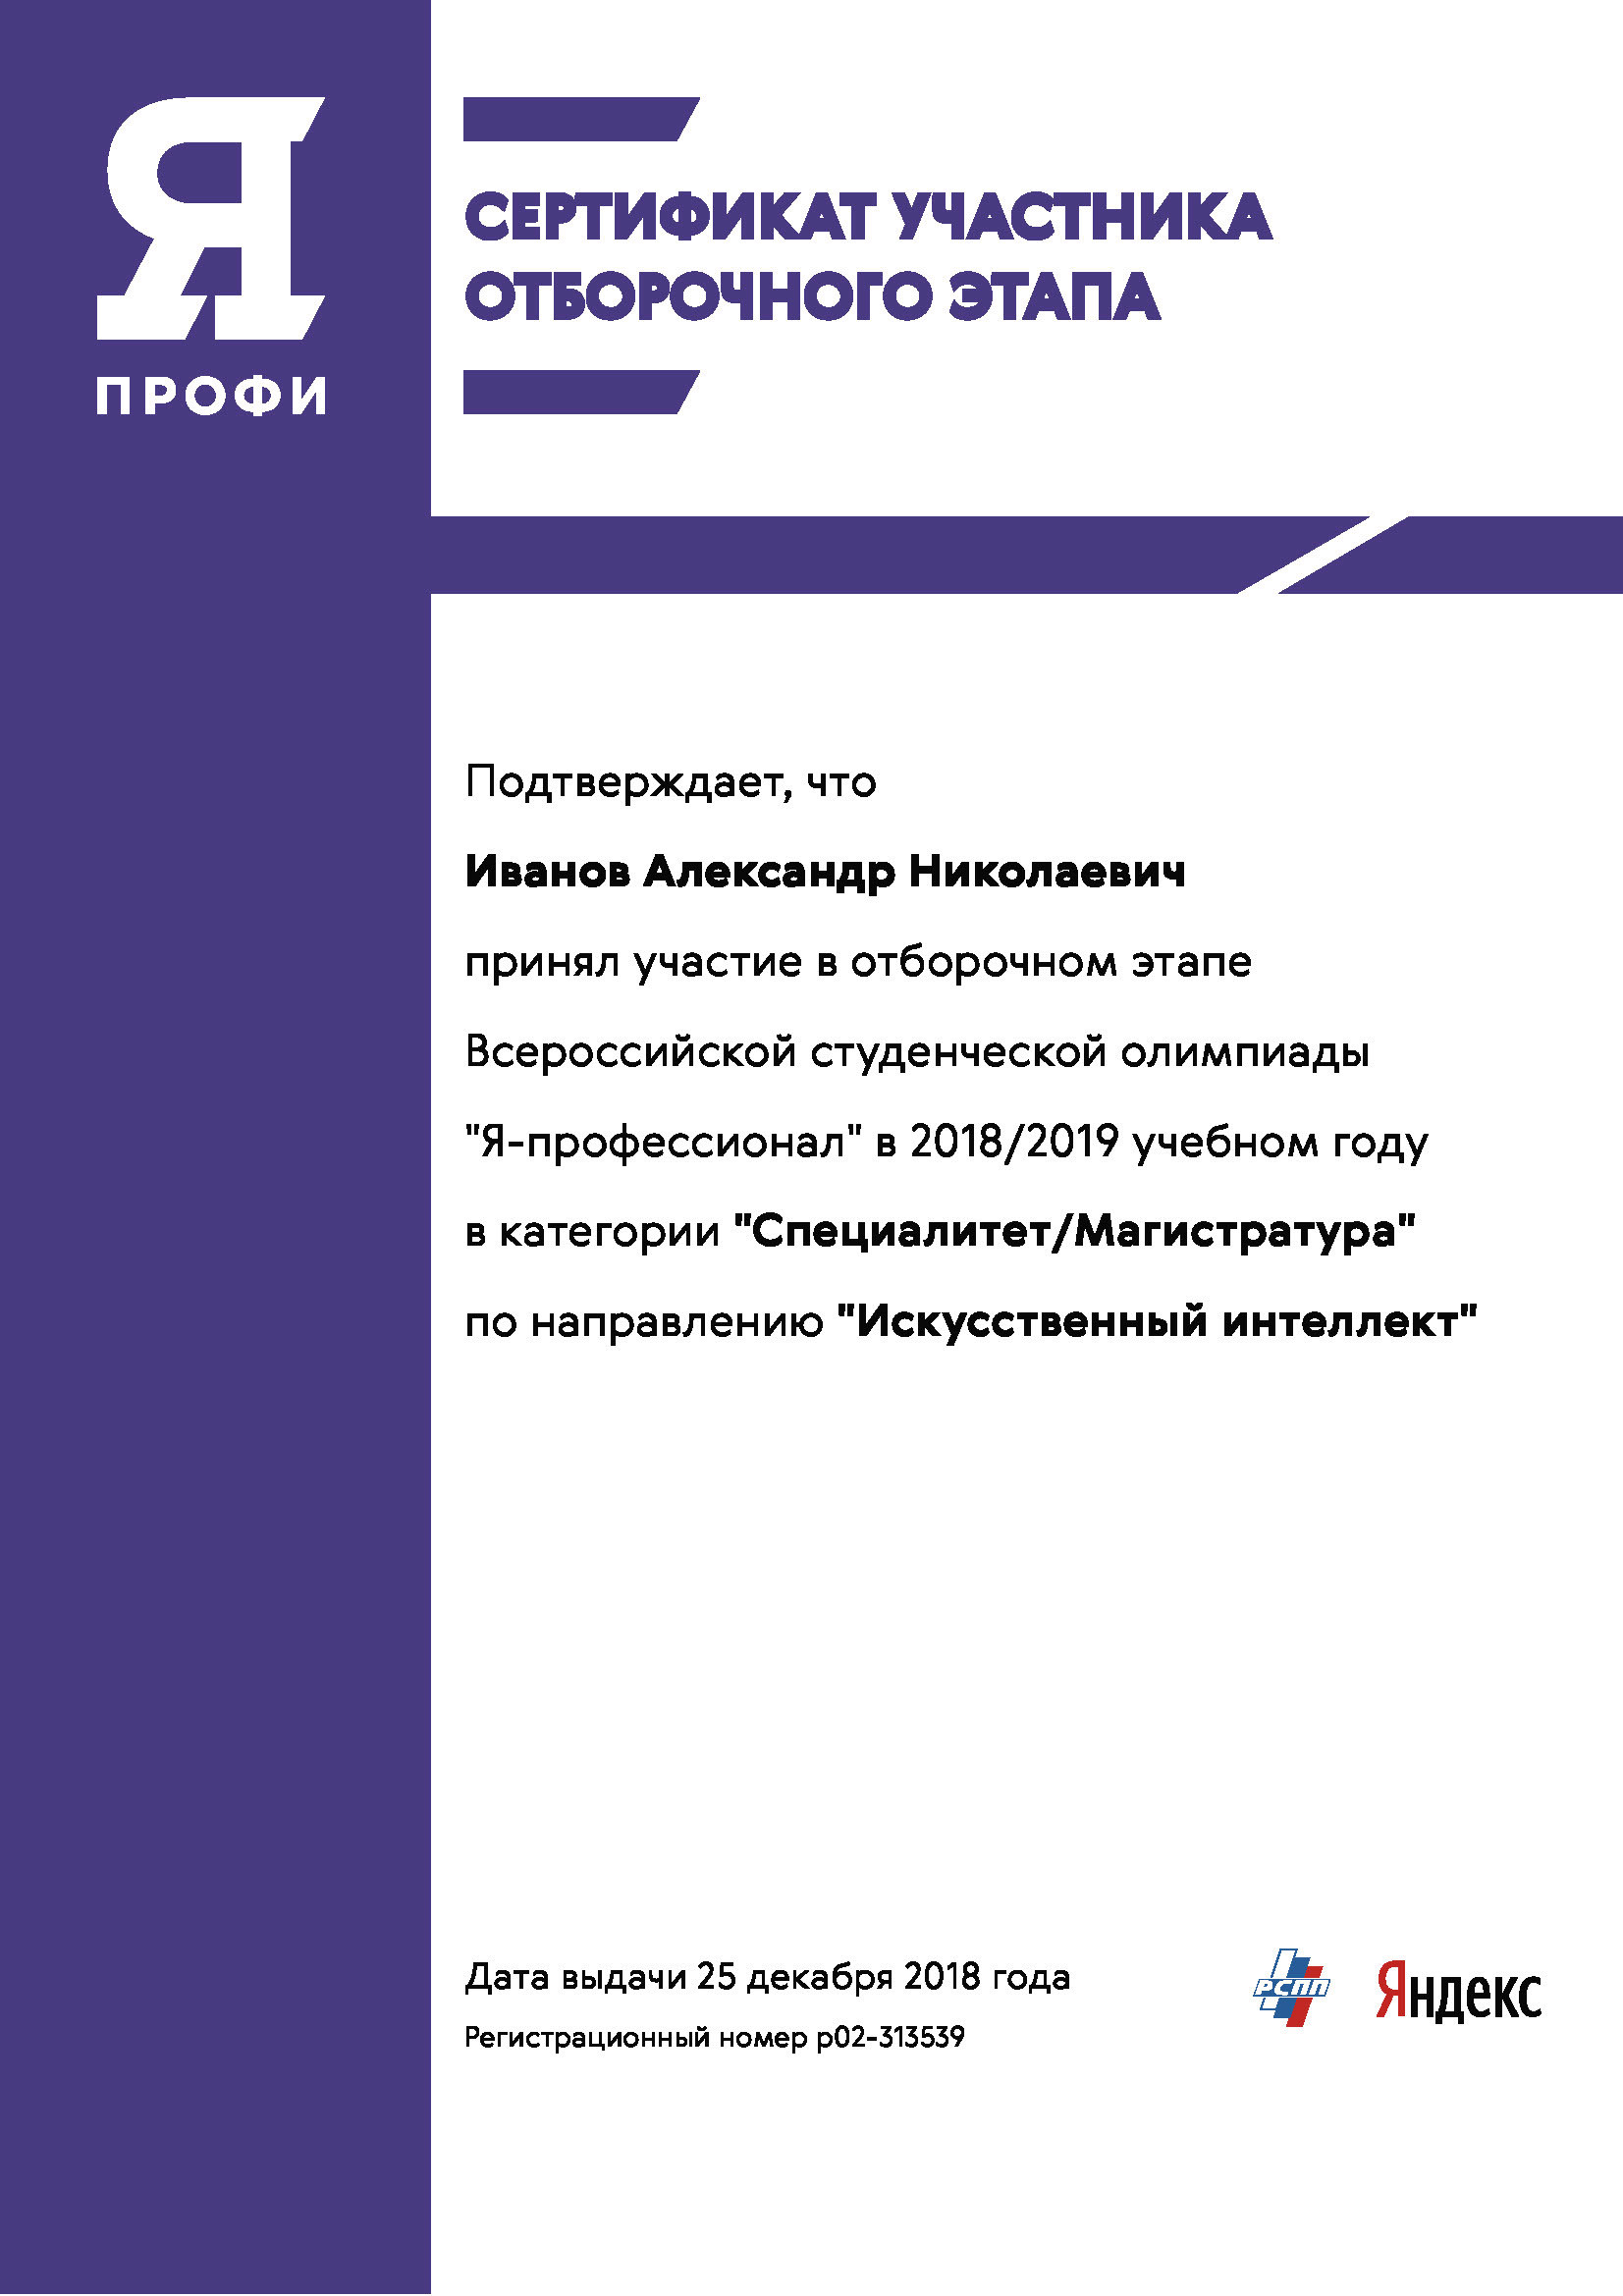 Я
ПРОФИ
СЕРТИФИКАТ УЧАСТНИКА
ОТБОРОЧНОГО ЭТАПА
Подтверждает, что
Иванов Александр Николаевич
принял участие в отборочном этапе
Всероссийской студенческой олимпиады
"Я-профессионал" в 2018/2019 учебном году
в категории "Специалитет/Магистратура"
по направлению "Искусственный интеллект"
Дата выдачи 25 декабря 2018 года
Регистрационный номер р02-313539
РСПП
Яндекс